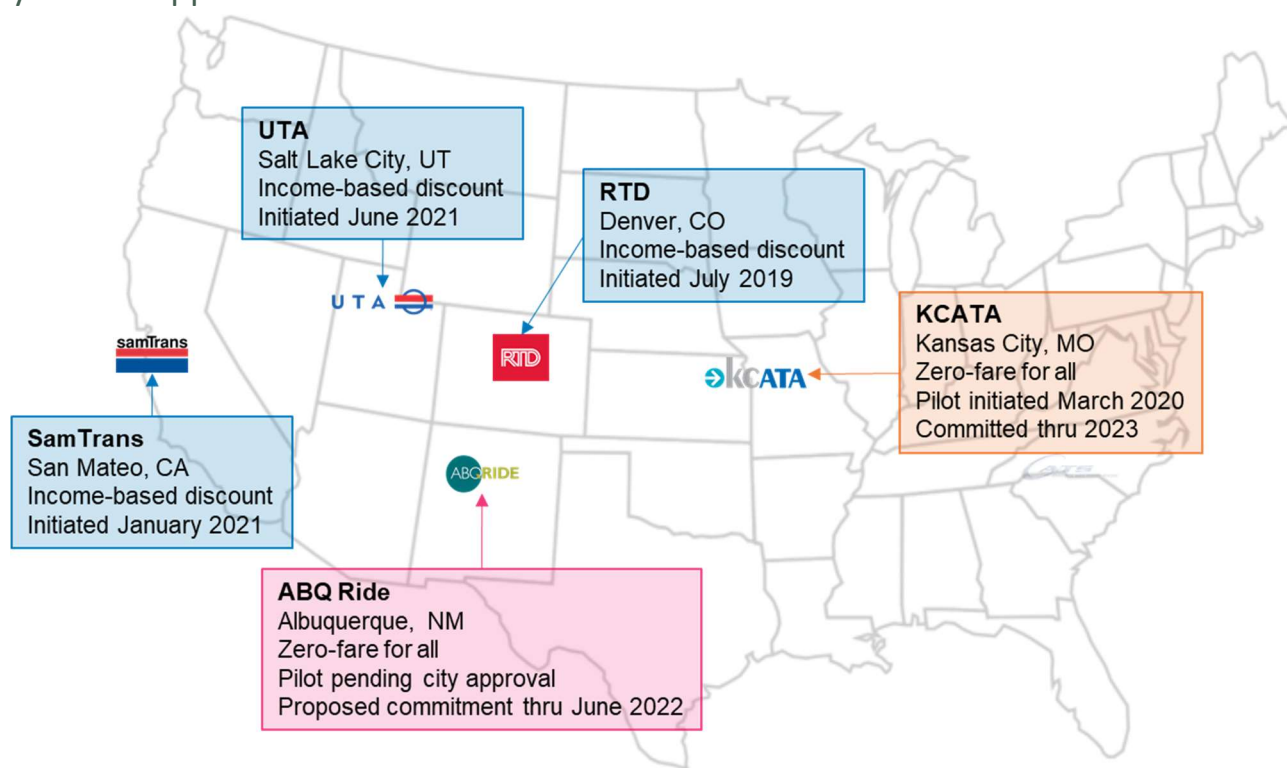 UTA
Salt Lake City, UT
Income-based discount
Initiated June 2021
RTD
Denver, CO
Income-based discount
Initiated July 2019
KCATA
Kansas City, MO
Zero-fare for all
Pilot initiated March 2020
Committed thru 2023
UTA
samTrans
RTD
kcATA
SamTrans
San Mateo, CA
Income-based discount
Initiated January 2021
ABQRIDE
CATS
ABQ Ride
Albuquerque, NM
Zero-fare for all
Pilot pending city approval
Proposed commitment thru June 2022